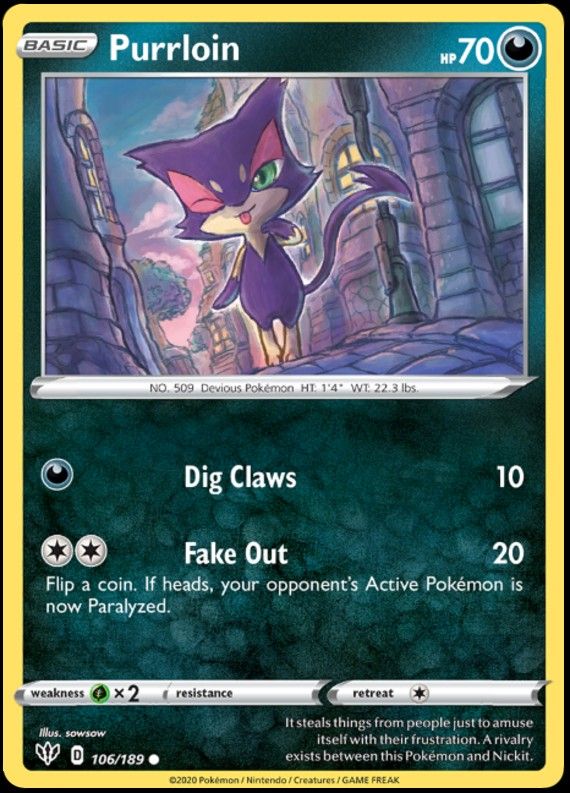 BASIC Purrloin HP 70
NO. 509 Devious Pokémon HT: 1'4" WT: 22.3 lbs.
Dig Claws 10
Fake Out 20
Flip a coin. If heads, your opponent's Active Pokémon is
now Paralyzed.
weakness ×2 resistance retreat
Illus. sowsow
It steals things from people just to amuse
itself with their frustration. A rivalry
exists between this Pokémon and Nickit.
D 106/189
©2020 Pokémon / Nintendo / Creatures / GAME FREAK